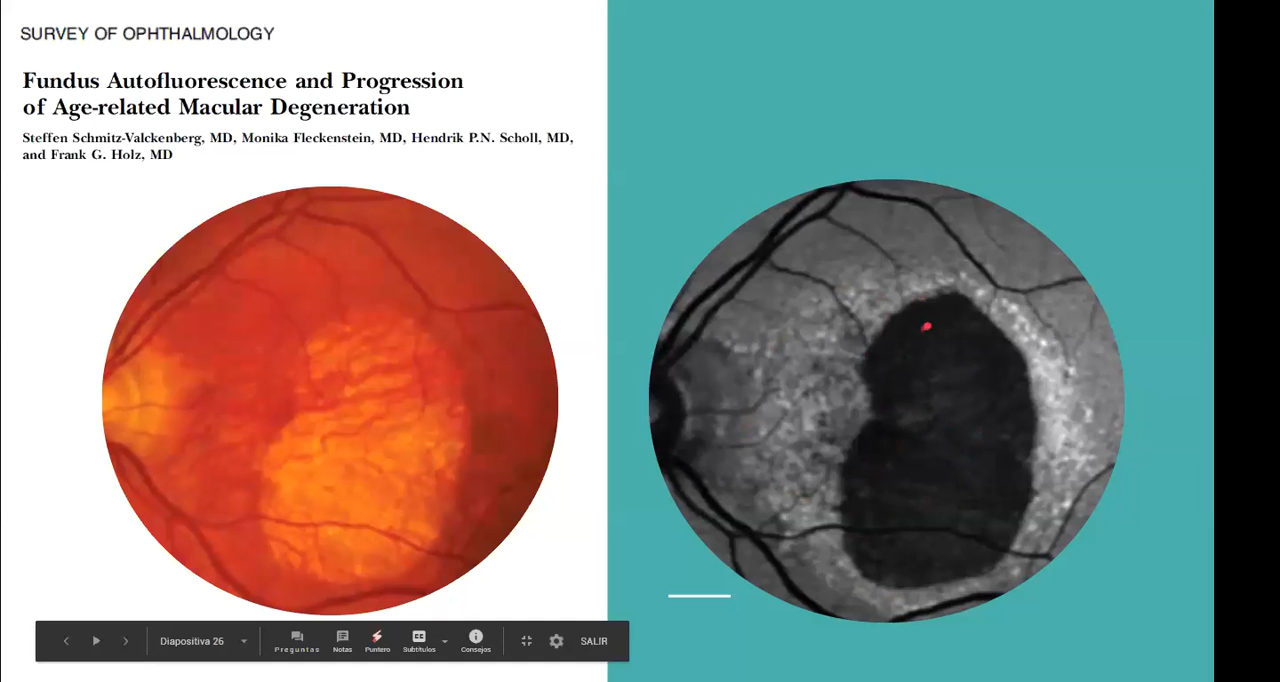 SURVEY OF OPHTHALMOLOGY
Fundus Autofluorescence and Progression
of Age-related Macular Degeneration
Steffen Schmitz-Valckenberg, MD, Monika Fleckenstein, MD, Hendrik P.N. Scholl, MD,
and Frank G. Holz, MD
Diapositiva 26
Preguntas
Notas
Puntero
Subtítulos
Consejos
SALIR